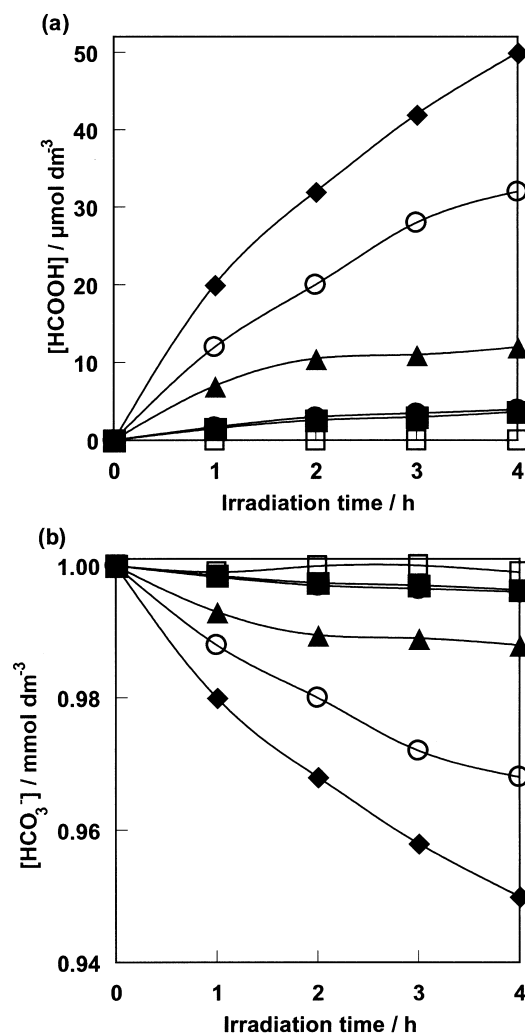 (a)
50
40
30
20
10
0
[HCOOH] / μmol dm⁻³
0 1 2 3 4
Irradiation time / h
(b)
1.00
0.98
0.96
0.94
[HCO₃⁻] / mmol dm⁻³
0 1 2 3 4
Irradiation time / h